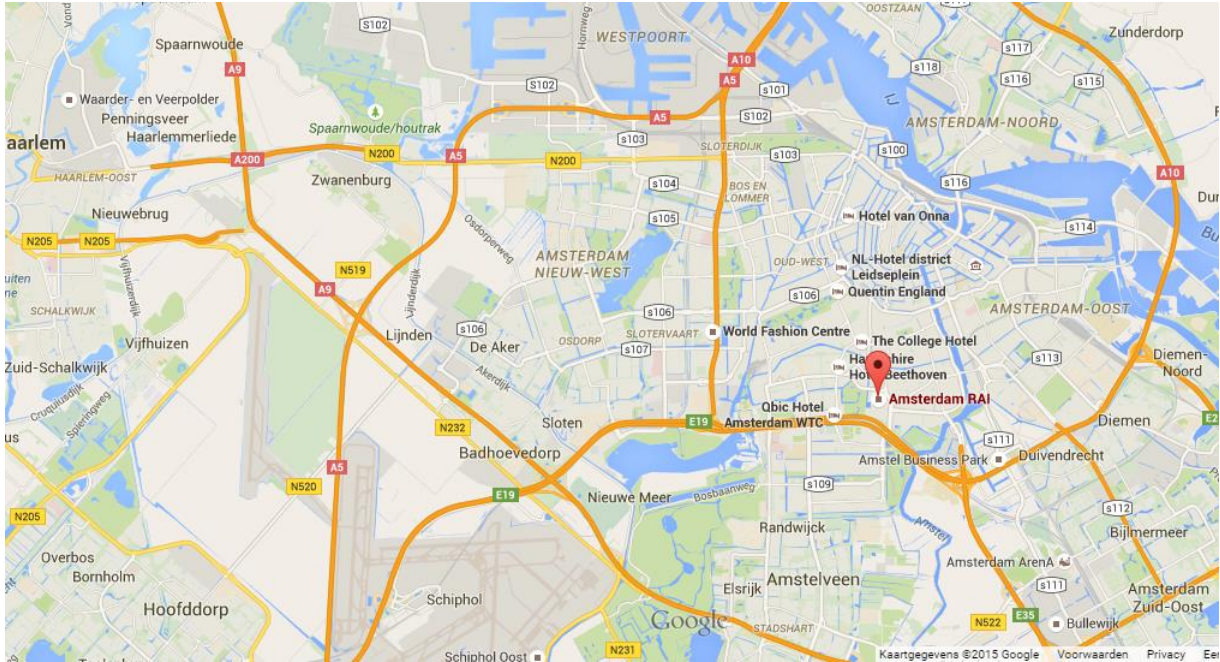 S102
OOSTZAAN
Zunderdorp
Spaarnwoude
Hornweg
WESTPOORT
s117
A9
A10
s118
s116
s115
S102
A5
s101
Waarder- en Veerpolder
Penningsveer
IJ
Haarlemmerliede
Spaarnwoude/houtrak
A5
S102
AMSTERDAM-NOORD
aarlem
s103
SLOTERDIJK
s103
s100
A200
N200
A5
N200
A10
HAARLEM-OOST
Zwanenburg
s104
BOS EN
LOMMER
s116
Nieuwebrug
Osdorperweg
s105
Hotel van Onna
s114
N205
N205
AMSTERDAM
NIEUW-WEST
OUD-WEST
NL-Hotel district
Leidseplein
Vijfhuizerdijk
N519
A9
Lijnderdijk
s106
Quentin England
AMSTERDAM-OOST
SCHALKWIJK
s106
s106
SLOTERVAART
World Fashion Centre
Lijnden
De Aker
OSDORP
s107
The College Hotel
s113
Diemen-
Noord
Vijfhuizen
Zuid-Schalkwijk
Akerdijk
Hotel Beethoven
Cruquiusdijk
Spieringweg
Amsterdam RAI
Qbic Hotel
Amsterdam WTC
Sloten
E19
Diemen
N232
Badhoevedorp
s111
Duivendrecht
A5
Amstel Business Park
N520
E19
Nieuwe Meer
Bosbaanweg
s109
N205
s112
Randwijck
Amstel
Bijlmermeer
Overbos
Bornholm
Amsterdam ArenA
Elsrijk
Amstelveen
s111
Amsterdam
Zuid-Oost
Hoofddorp
Schiphol
Google
STADSHART
E35
N522
Bullewijk
N231
Schiphol Oost
Kaartgegevens ©2015 Google
Voorwaarden
Privacy